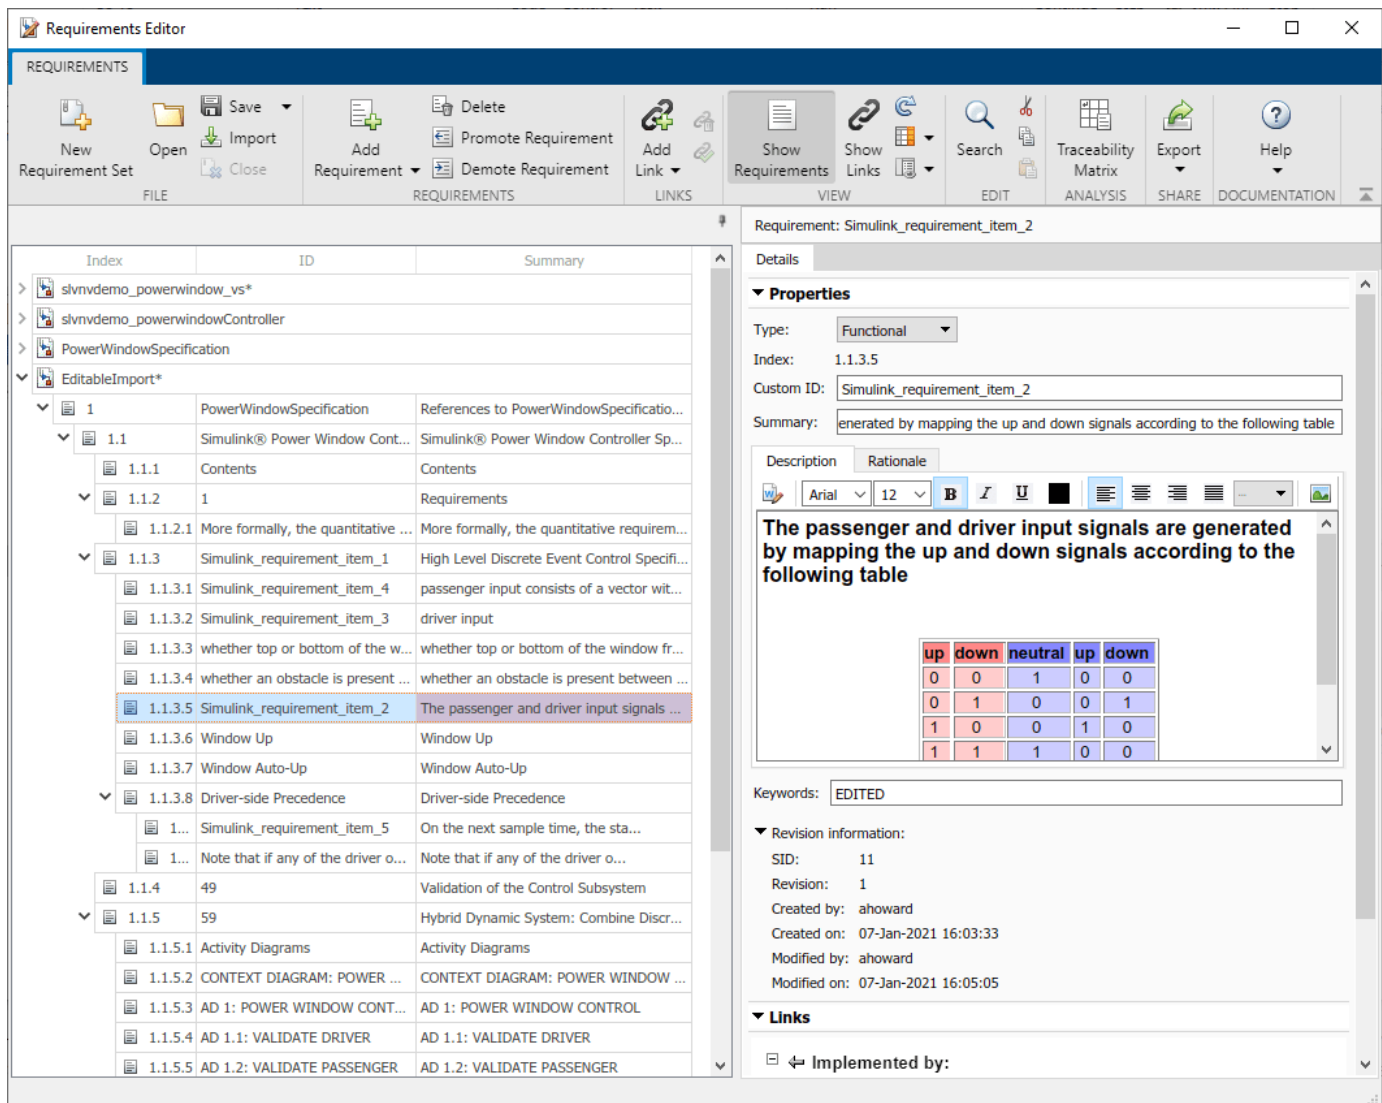 Requirements Editor
REQUIREMENTS
New Requirement Set
Open
Save
Import
Close
FILE
Add Requirement
Delete
Promote Requirement
Demote Requirement
REQUIREMENTS
Add Link
LINKS
Show Requirements
Show Links
VIEW
Search
EDIT
Traceability Matrix
ANALYSIS
Export
SHARE
Help
DOCUMENTATION
Index ID Summary
slvnvdemo_powerwindow_vs*
slvnvdemo_powerwindowController
PowerWindowSpecification
EditableImport*
1 PowerWindowSpecification References to PowerWindowSpecificatio...
1.1 Simulink® Power Window Cont... Simulink® Power Window Controller Sp...
1.1.1 Contents Contents
1.1.2 1 Requirements
1.1.2.1 More formally, the quantitative ... More formally, the quantitative requirem...
1.1.3 Simulink_requirement_item_1 High Level Discrete Event Control Specifi...
1.1.3.1 Simulink_requirement_item_4 passenger input consists of a vector wit...
1.1.3.2 Simulink_requirement_item_3 driver input
1.1.3.3 whether top or bottom of the w... whether top or bottom of the window fr...
1.1.3.4 whether an obstacle is present ... whether an obstacle is present between ...
1.1.3.5 Simulink_requirement_item_2 The passenger and driver input signals ...
1.1.3.6 Window Up Window Up
1.1.3.7 Window Auto-Up Window Auto-Up
1.1.3.8 Driver-side Precedence Driver-side Precedence
1... Simulink_requirement_item_5 On the next sample time, the sta...
1... Note that if any of the driver o... Note that if any of the driver o...
1.1.4 49 Validation of the Control Subsystem
1.1.5 59 Hybrid Dynamic System: Combine Discr...
1.1.5.1 Activity Diagrams Activity Diagrams
1.1.5.2 CONTEXT DIAGRAM: POWER ... CONTEXT DIAGRAM: POWER WINDOW ...
1.1.5.3 AD 1: POWER WINDOW CONT... AD 1: POWER WINDOW CONTROL
1.1.5.4 AD 1.1: VALIDATE DRIVER AD 1.1: VALIDATE DRIVER
1.1.5.5 AD 1.2: VALIDATE PASSENGER AD 1.2: VALIDATE PASSENGER
Requirement: Simulink_requirement_item_2
Details
Properties
Type: Functional
Index: 1.1.3.5
Custom ID: Simulink_requirement_item_2
Summary: enerated by mapping the up and down signals according to the following table
Description Rationale
Arial 12 B I U ...
The passenger and driver input signals are generated
by mapping the up and down signals according to the
following table
up down neutral up down
0 0 1 0 0
0 1 0 0 1
1 0 0 1 0
1 1 1 0 0
Keywords: EDITED
Revision information:
SID: 11
Revision: 1
Created by: ahoward
Created on: 07-Jan-2021 16:03:33
Modified by: ahoward
Modified on: 07-Jan-2021 16:05:05
Links
Implemented by: